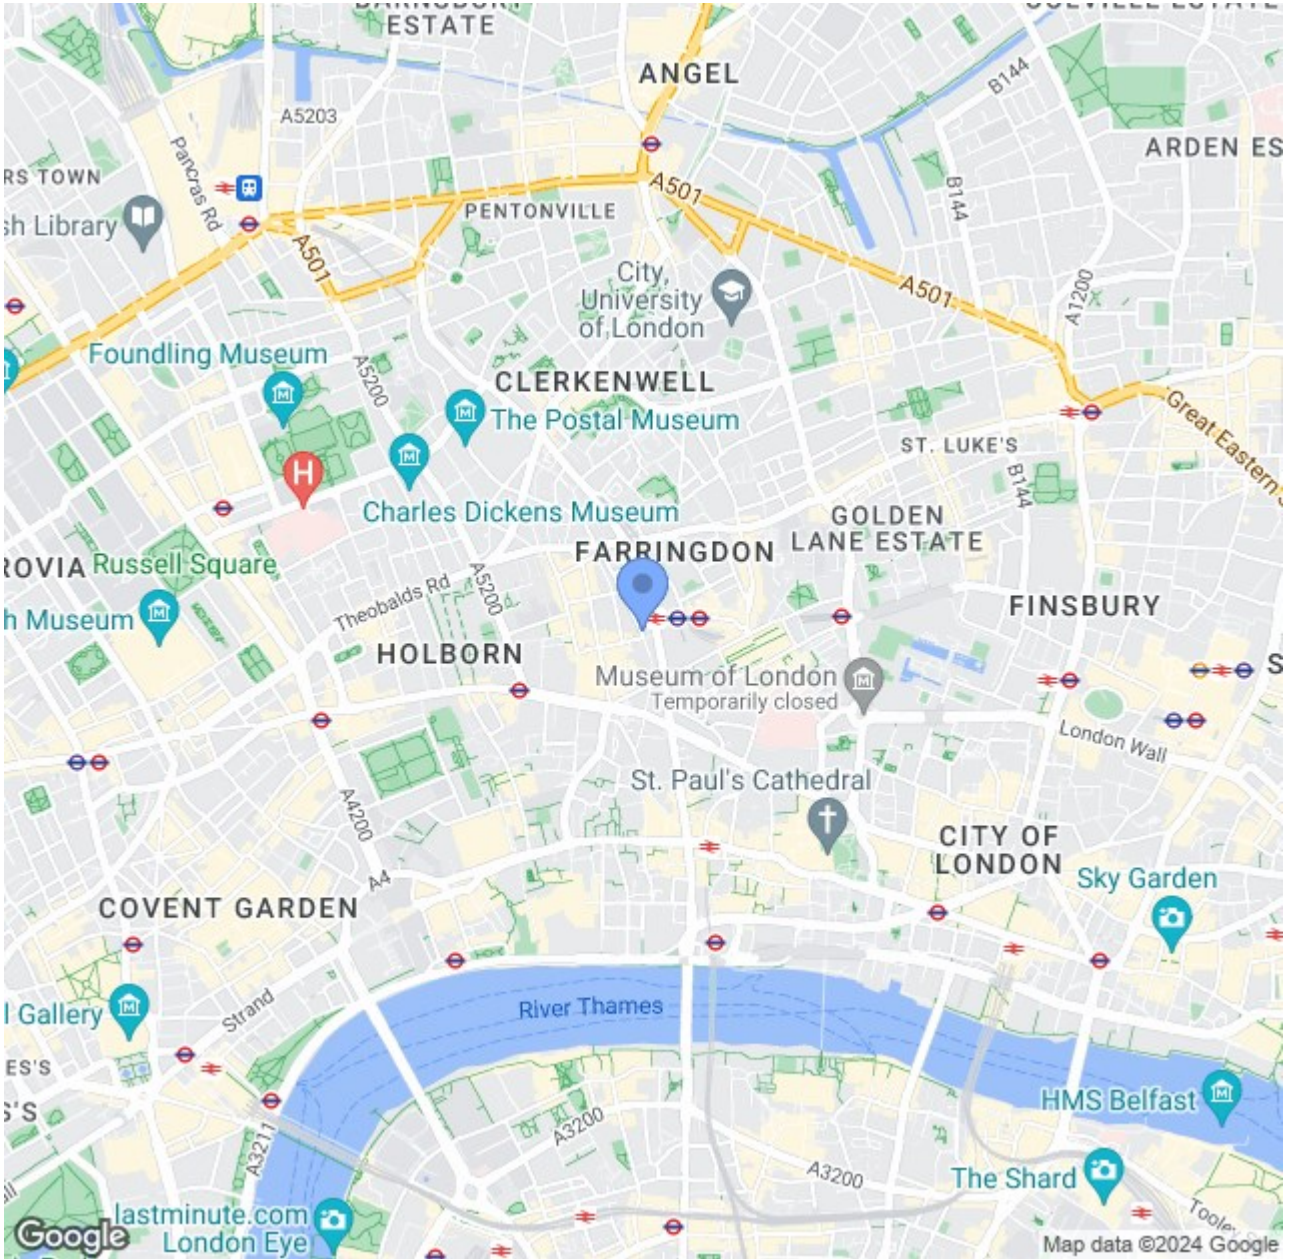 BARNSBURY
ESTATE
COLVILLE ESTATE
ANGEL
B144
A5203
Pancras Rd
ARDEN ES
RS TOWN
A501
B144
PENTONVILLE
sh Library
A501
City,
University
of London
A501
A1200
Foundling Museum
A5200
CLERKENWELL
The Postal Museum
Great Eastern S
ST. LUKE'S
H
B144
Charles Dickens Museum
GOLDEN
LANE ESTATE
FARRINGDON
ROVIA
Russell Square
A5200
Theobalds Rd
FINSBURY
h Museum
HOLBORN
Museum of London
Temporarily closed
S
London Wall
St. Paul's Cathedral
A4200
CITY OF
LONDON
A4
Sky Garden
COVENT GARDEN
River Thames
l Gallery
Strand
ES'S
S'S
HMS Belfast
A3211
A3200
A3200
The Shard
Tooley
lastminute.com
London Eye
Google
Map data ©2024 Google